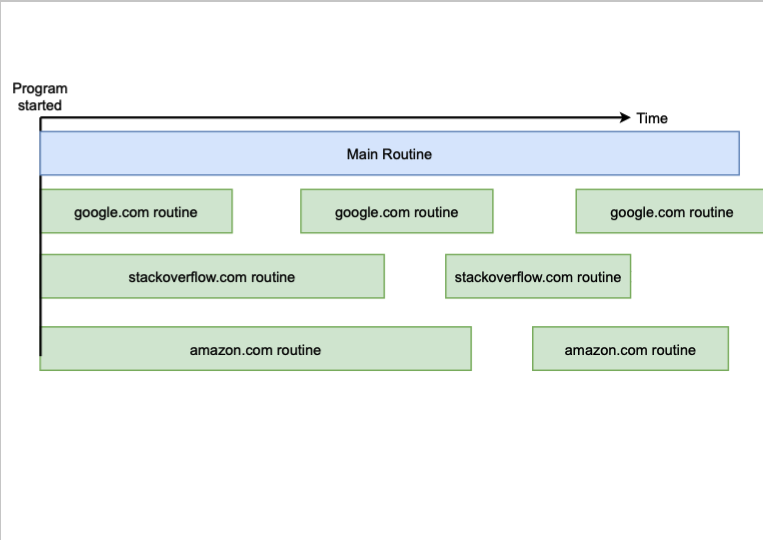 Program
started
Time
Main Routine
google.com routine
google.com routine
google.com routine
stackoverflow.com routine
stackoverflow.com routine
amazon.com routine
amazon.com routine